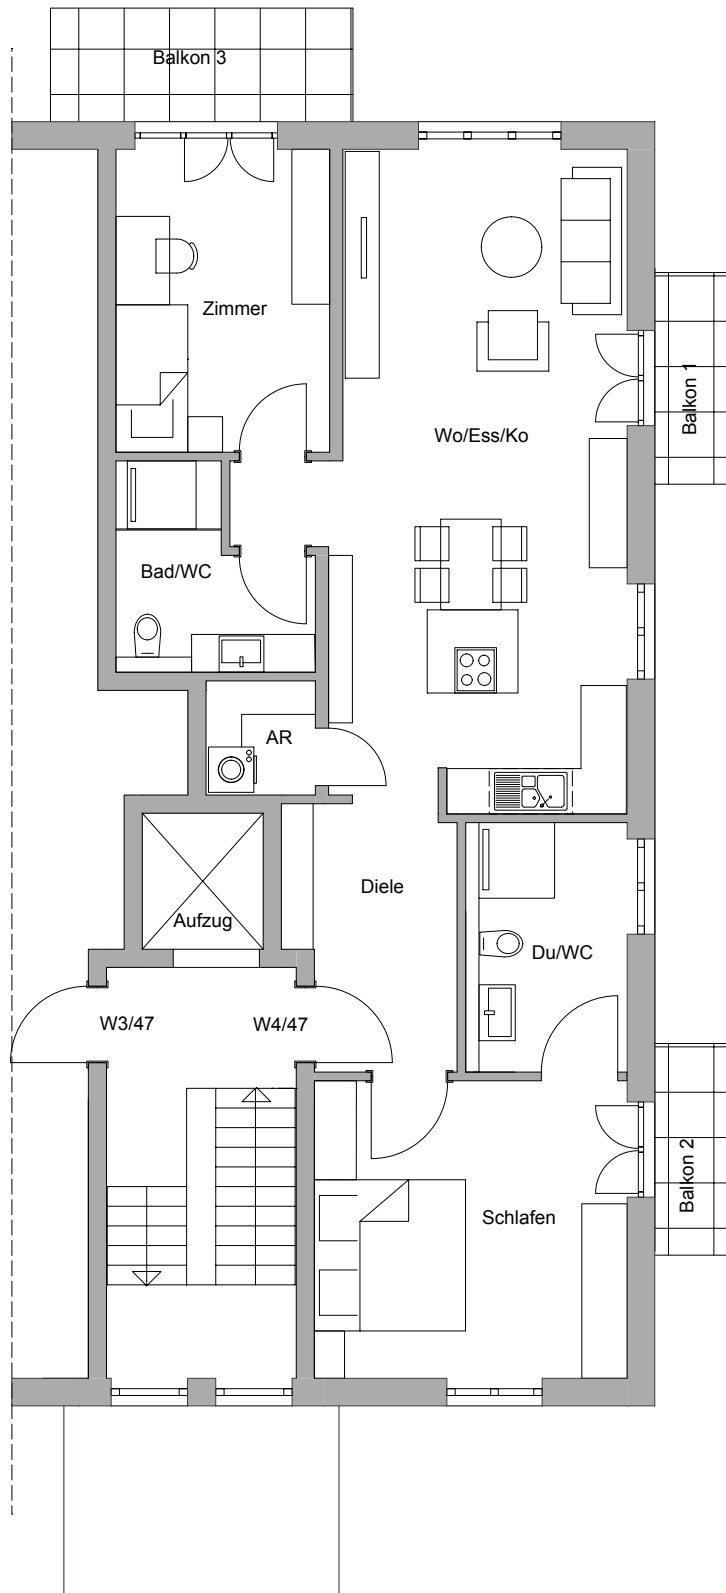 Balkon 3
Zimmer
Balkon 1
Wo/Ess/Ko
Bad/WC
AR
Diele
Aufzug
Du/WC
W3/47
W4/47
Balkon 2
Schlafen